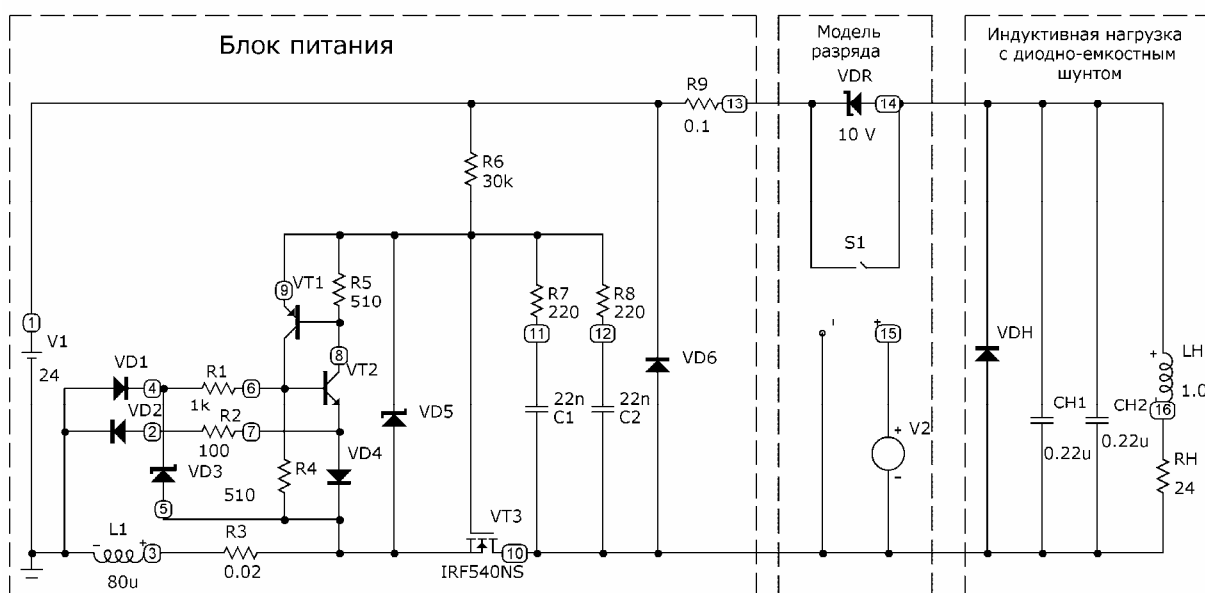 Блок питания
Модель
разряда
Индуктивная нагрузка
с диодно-емкостным
шунтом
VDR
14
10 V
R9
13
0.1
R6
30k
S1
9
VT1
R5
510
R7
220
R8
220
11
12
1
V1
24
8
VT2
VD1
4
R1
1k
6
VD2
2
R2
100
7
VD3
5
R4
510
VD4
VD5
22n
C1
22n
C2
VD6
+
15
V2
+
-
VDH
CH1
0.22u
CH2
0.22u
+
LH
1.0
16
RH
24
L1
-
+
3
80u
R3
0.02
VT3
10
IRF540NS